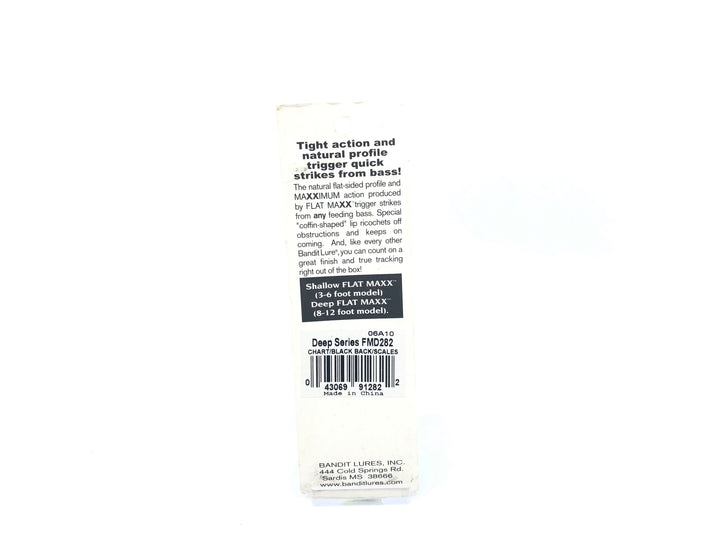 Tight action and
natural profile
trigger quick
strikes from bass!
The natural flat-sided profile and
MAXXIMUM action produced
by FLAT MAXX™ trigger strikes
from any feeding bass. Special
"coffin-shaped" lip ricochets off
obstructions and keeps on
coming. And, like every other
Bandit Lure®, you can count on a
great finish and true tracking
right out of the box!
Shallow FLAT MAXX™
(3-6 foot model)
Deep FLAT MAXX™
(8-12 foot model).
06A10
Deep Series FMD282
CHART/BLACK BACK/SCALES
0 43069 91282 2
Made in China
BANDIT LURES, INC.
444 Cold Springs Rd.
Sardis MS 38666
www.banditlures.com